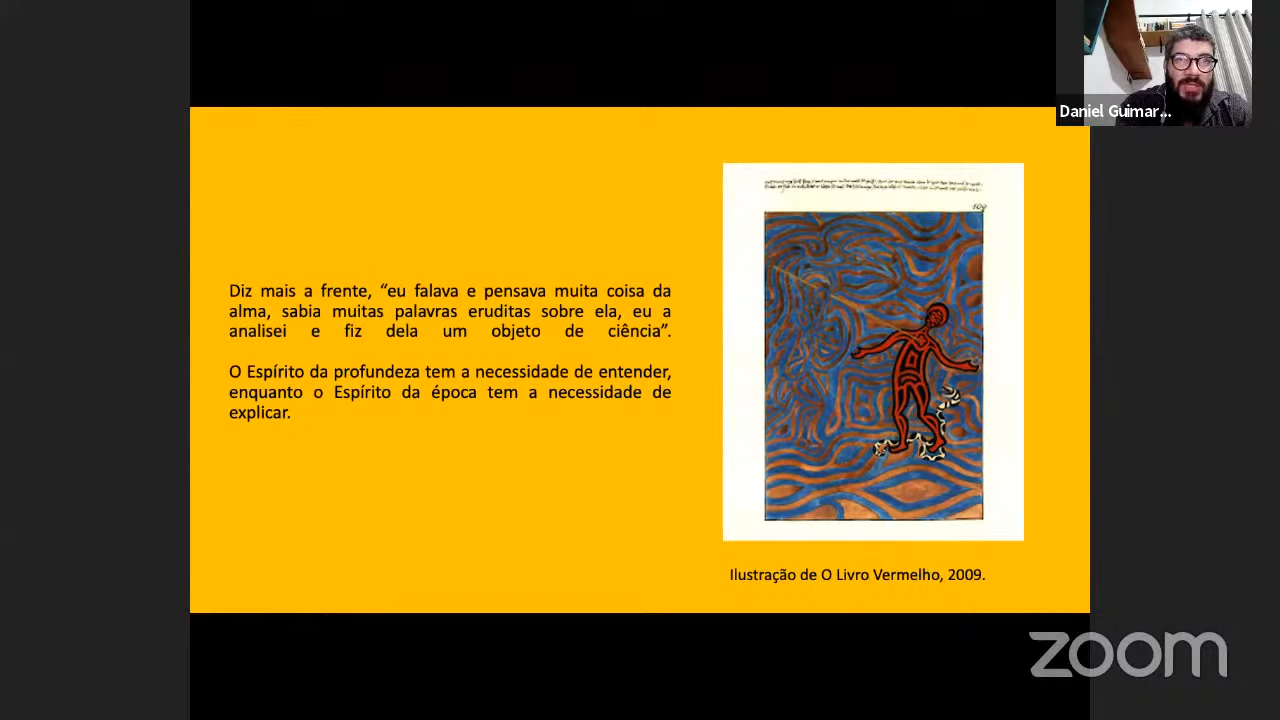 Daniel Guimar...
109
Diz mais a frente, “eu falava e pensava muita coisa da
alma, sabia muitas palavras eruditas sobre ela, eu a
analisei e fiz dela um objeto de ciência”.
O Espírito da profundeza tem a necessidade de entender,
enquanto o Espírito da época tem a necessidade de
explicar.
Ilustração de O Livro Vermelho, 2009.
zoom